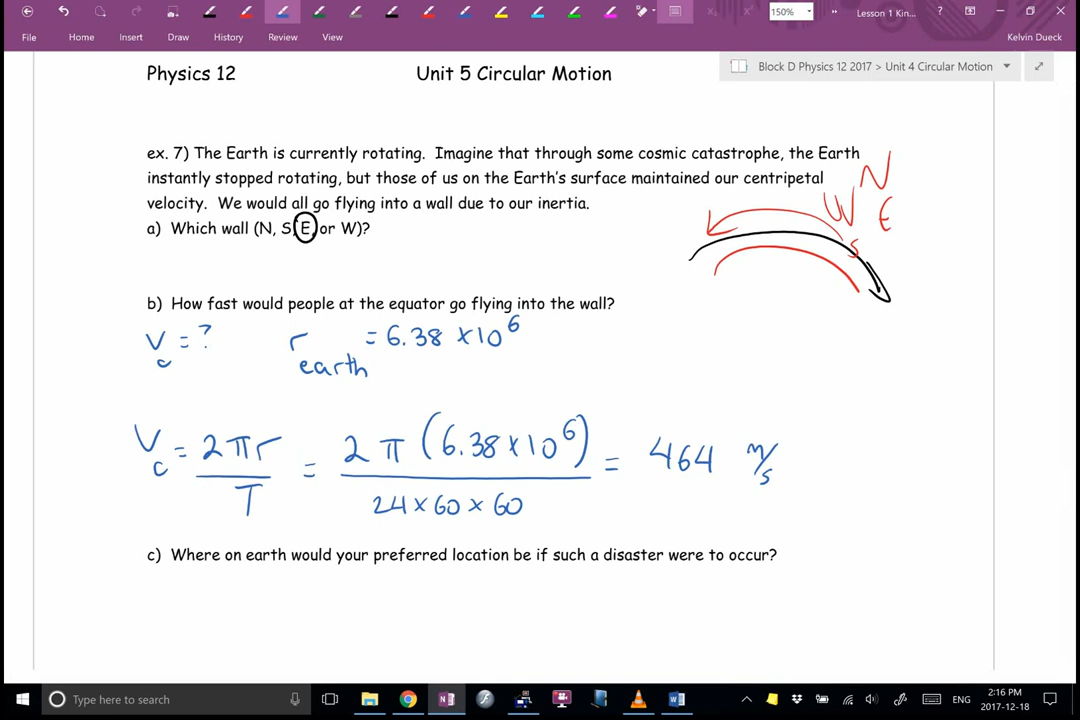 150%
Lesson 1 Kin...
?
File
Home
Insert
Draw
History
Review
View
Kelvin Dueck
Physics 12
Unit 5 Circular Motion
Block D Physics 12 2017 > Unit 4 Circular Motion
ex. 7) The Earth is currently rotating. Imagine that through some cosmic catastrophe, the Earth
instantly stopped rotating, but those of us on the Earth's surface maintained our centripetal
velocity. We would all go flying into a wall due to our inertia.
a) Which wall (N, S, E, or W)?
N
W
E
S
b) How fast would people at the equator go flying into the wall?
Vc = ? r earth = 6.38 × 10^6
Vc = 2πr / T = 2π (6.38 × 10^6) / 24 × 60 × 60 = 464 m/s
c) Where on earth would your preferred location be if such a disaster were to occur?
Type here to search
ENG
2:16 PM
2017-12-18